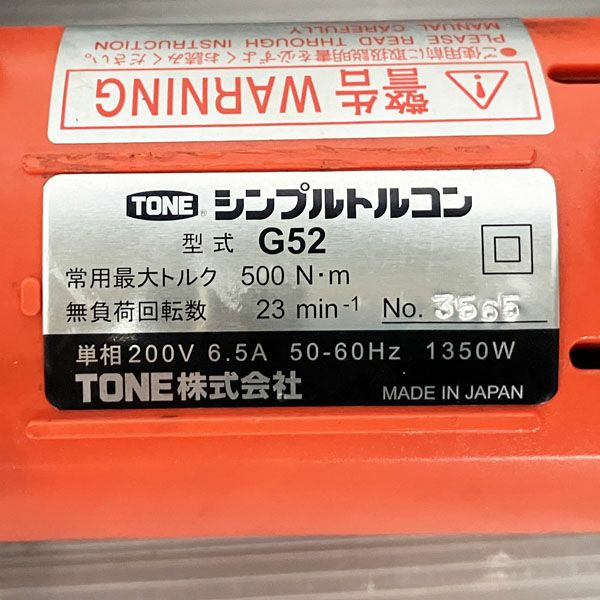 警告 WARNING
●ご使用前に取扱説明書を必ずよくお読みください。
PLEASE READ THROUGH INSTRUCTION
MANUAL CAREFULLY.
TONE® シンプルトルコン
型式 G52
常用最大トルク 500 N·m
無負荷回転数 23 min-1 No. 3565
単相200V 6.5A 50-60Hz 1350W
TONE株式会社 MADE IN JAPAN